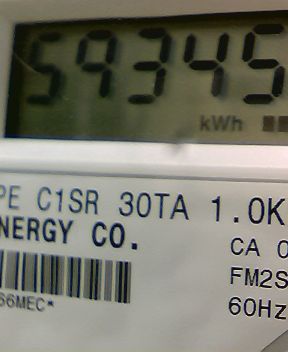 59345
kWh
PE C1SR 30TA 1.0K
NERGY CO.
CA 0
FM2S
66MEC*
60Hz